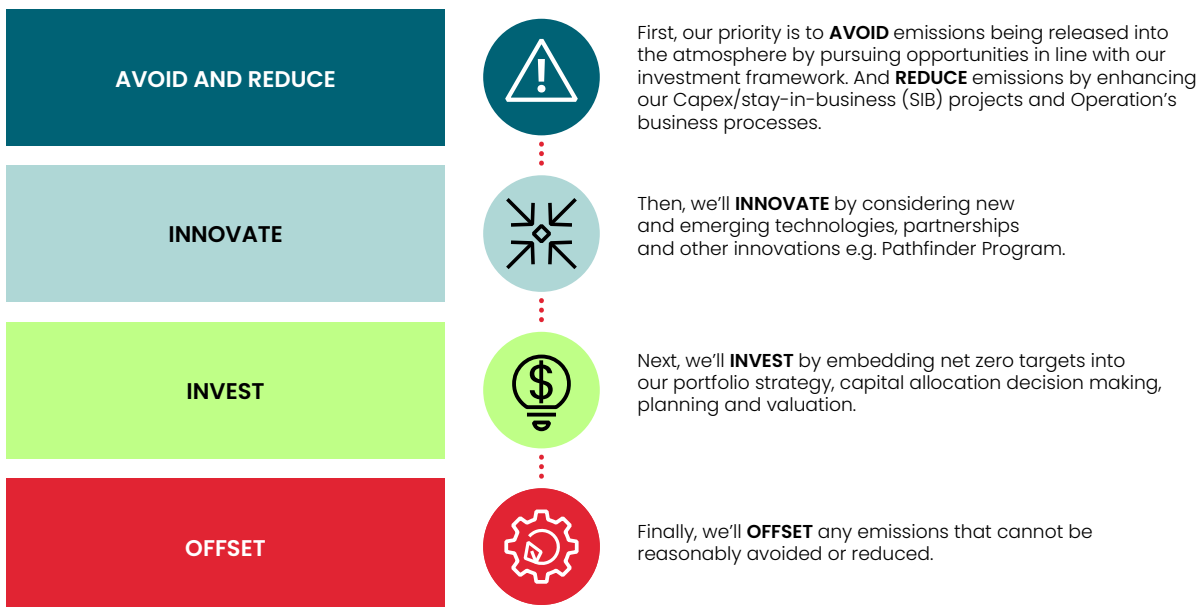 AVOID AND REDUCE
First, our priority is to AVOID emissions being released into
the atmosphere by pursuing opportunities in line with our
investment framework. And REDUCE emissions by enhancing
our Capex/stay-in-business (SIB) projects and Operation's
business processes.
INNOVATE
Then, we'll INNOVATE by considering new
and emerging technologies, partnerships
and other innovations e.g. Pathfinder Program.
INVEST
$
Next, we'll INVEST by embedding net zero targets into
our portfolio strategy, capital allocation decision making,
planning and valuation.
OFFSET
Finally, we'll OFFSET any emissions that cannot be
reasonably avoided or reduced.